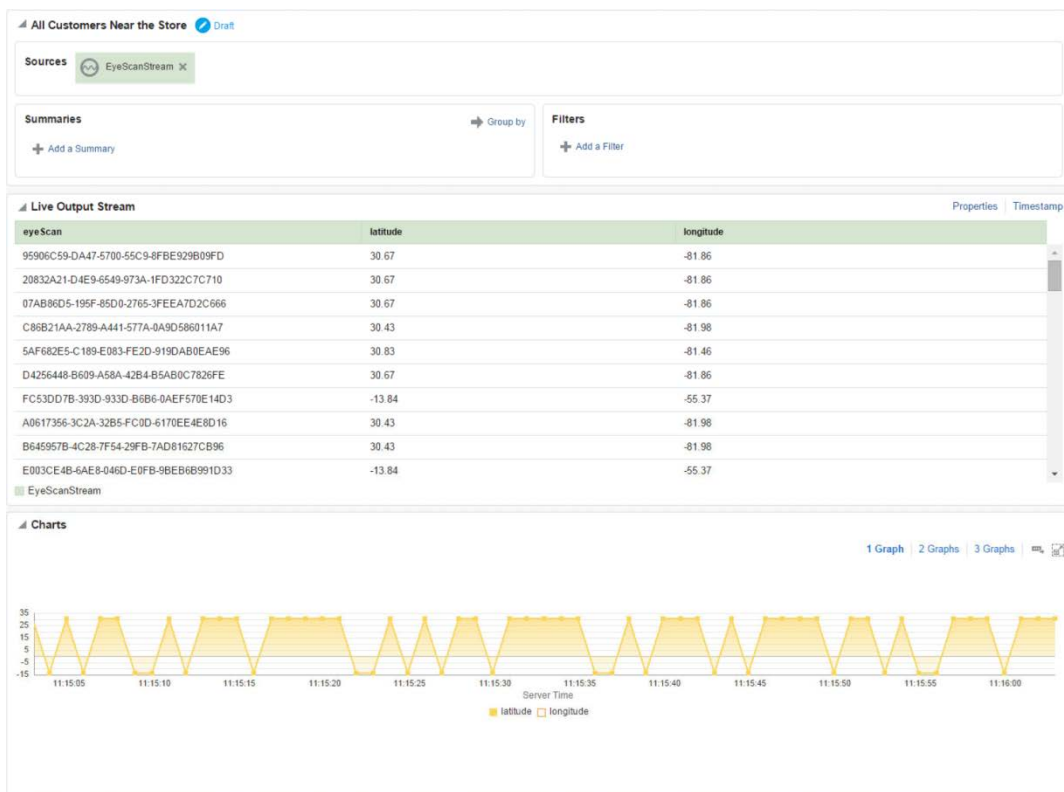 All Customers Near the Store Draft
Sources EyeScanStream
Summaries Group by
Add a Summary
Filters
Add a Filter
Live Output Stream Properties Timestamp
eyeScan latitude longitude
95906C59-DA47-5700-55C9-8FBE929B09FD 30.67 -81.86
20832A21-D4E9-6549-973A-1FD322C7C710 30.67 -81.86
07AB86D5-195F-85D0-2765-3FEEA7D2C666 30.67 -81.86
C86B21AA-2789-A441-577A-0A9D586011A7 30.43 -81.98
5AF682E5-C189-E083-FE2D-919DAB0EAE96 30.83 -81.46
D4256448-B609-A58A-42B4-B5AB0C7826FE 30.67 -81.86
FC53DD7B-393D-933D-B6B6-0AEF570E14D3 -13.84 -55.37
A0617356-3C2A-32B5-FC0D-6170EE4E8D16 30.43 -81.98
B645957B-4C28-7F54-29FB-7AD81627CB96 30.43 -81.98
E003CE4B-6AE8-046D-E0FB-9BEB6B991D33 -13.84 -55.37
EyeScanStream
Charts
1 Graph 2 Graphs 3 Graphs
35
25
15
5
-5
-15
11:15:05 11:15:10 11:15:15 11:15:20 11:15:25 11:15:30 11:15:35 11:15:40 11:15:45 11:15:50 11:15:55 11:16:00
Server Time
latitude longitude